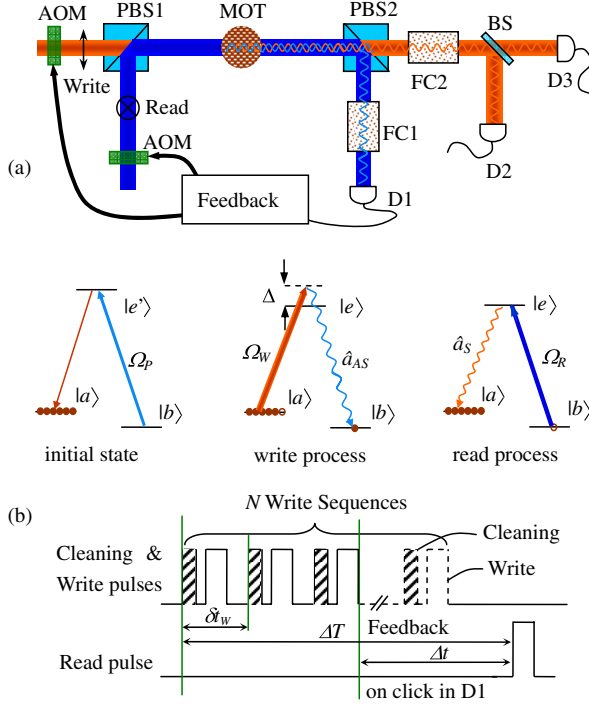 AOM PBS1 MOT PBS2 BS
Write
FC2
D3
Read
AOM
FC1
D2
(a)
Feedback
D1
|e'⟩
Δ
|e⟩
|e⟩
Ω_P
Ω_W
â_AS
â_S
Ω_R
|a⟩
|b⟩
|a⟩
|b⟩
|a⟩
|b⟩
initial state
write process
read process
(b)
N Write Sequences
Cleaning
Cleaning &
Write pulses
Write
δt_W
ΔT
Feedback
Δt
Read pulse
on click in D1